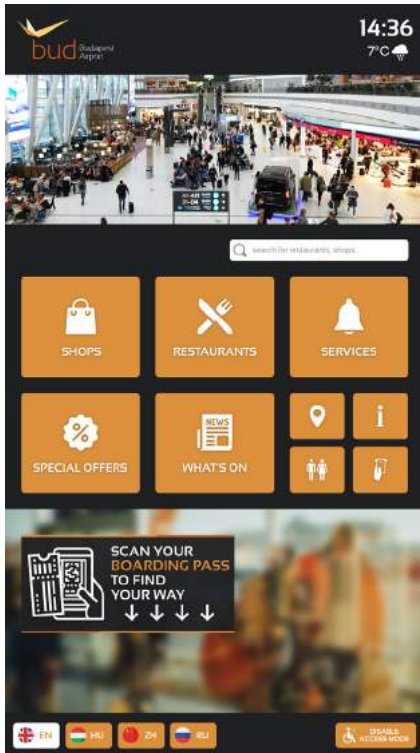 14:36
bud Budapest
Airport
7°C
search for restaurants, shops..
SHOPS
RESTAURANTS
SERVICES
NEWS
SPECIAL OFFERS
WHAT'S ON
i
SCAN YOUR
BOARDING PASS
TO FIND
YOUR WAY
EN
HU
ZH
RU
DISABLE
ACCESS MODE